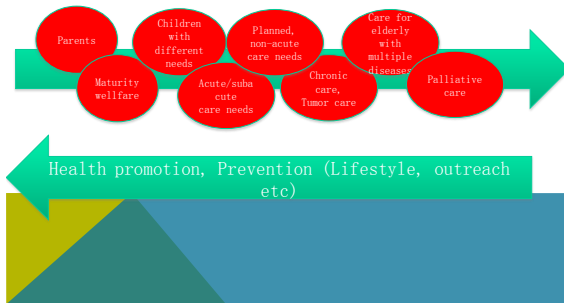 Parents
Maturity
wellfare
Children
with
different
needs
Acute/suba
cute
care needs
Planned,
non-acute
care needs
Chronic
care,
Tumor care
Care for
elderly
with
multiple
diseases
Palliative
care
Health promotion, Prevention (Lifestyle, outreach
etc)